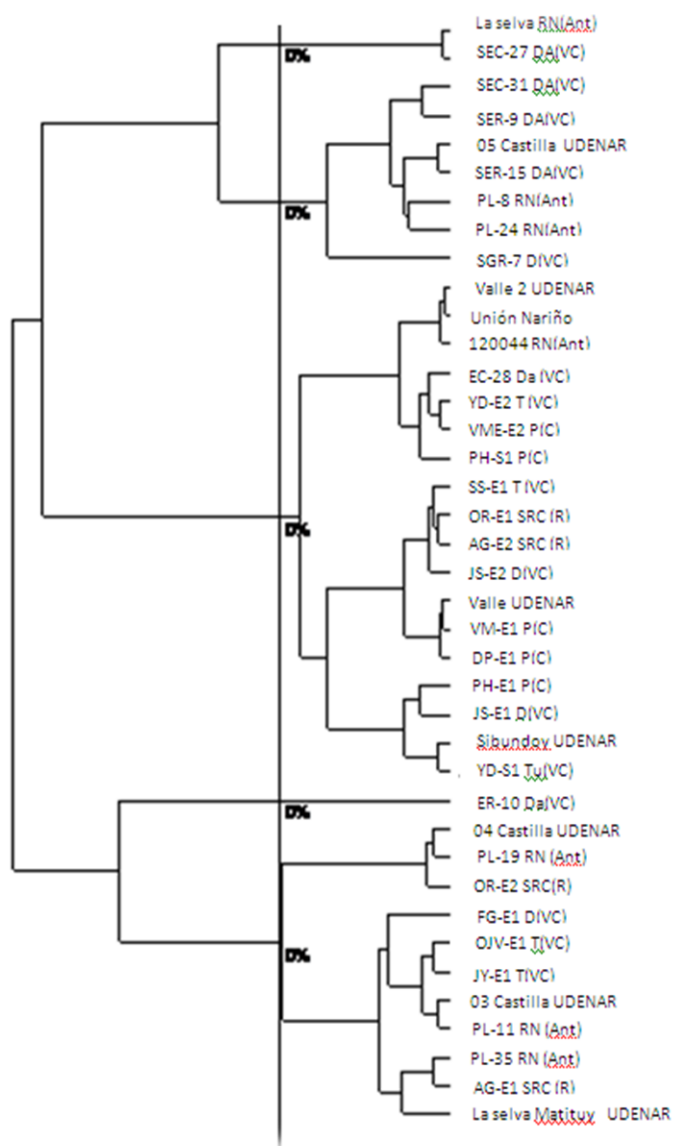 La selva RN(Ant)
0%
SEC-27 DA(VC)
SEC-31 DA(VC)
SER-9 DA(VC)
05 Castilla UDENAR
SER-15 DA(VC)
PL-8 RN(Ant)
0%
PL-24 RN(Ant)
SGR-7 D(VC)
Valle 2 UDENAR
Unión Nariño
120044 RN(Ant)
EC-28 Da (VC)
YD-E2 T (VC)
VME-E2 P(C)
PH-S1 P(C)
SS-E1 T (VC)
OR-E1 SRC (R)
0%
AG-E2 SRC (R)
JS-E2 D(VC)
Valle UDENAR
VM-E1 P(C)
DP-E1 P(C)
PH-E1 P(C)
JS-E1 D(VC)
Sibundoy UDENAR
YD-S1 Tu(VC)
ER-10 Da(VC)
0%
04 Castilla UDENAR
PL-19 RN (Ant)
OR-E2 SRC(R)
FG-E1 D(VC)
OJV-E1 T(VC)
0%
JY-E1 T(VC)
03 Castilla UDENAR
PL-11 RN (Ant)
PL-35 RN (Ant)
AG-E1 SRC (R)
La selva Matituy UDENAR